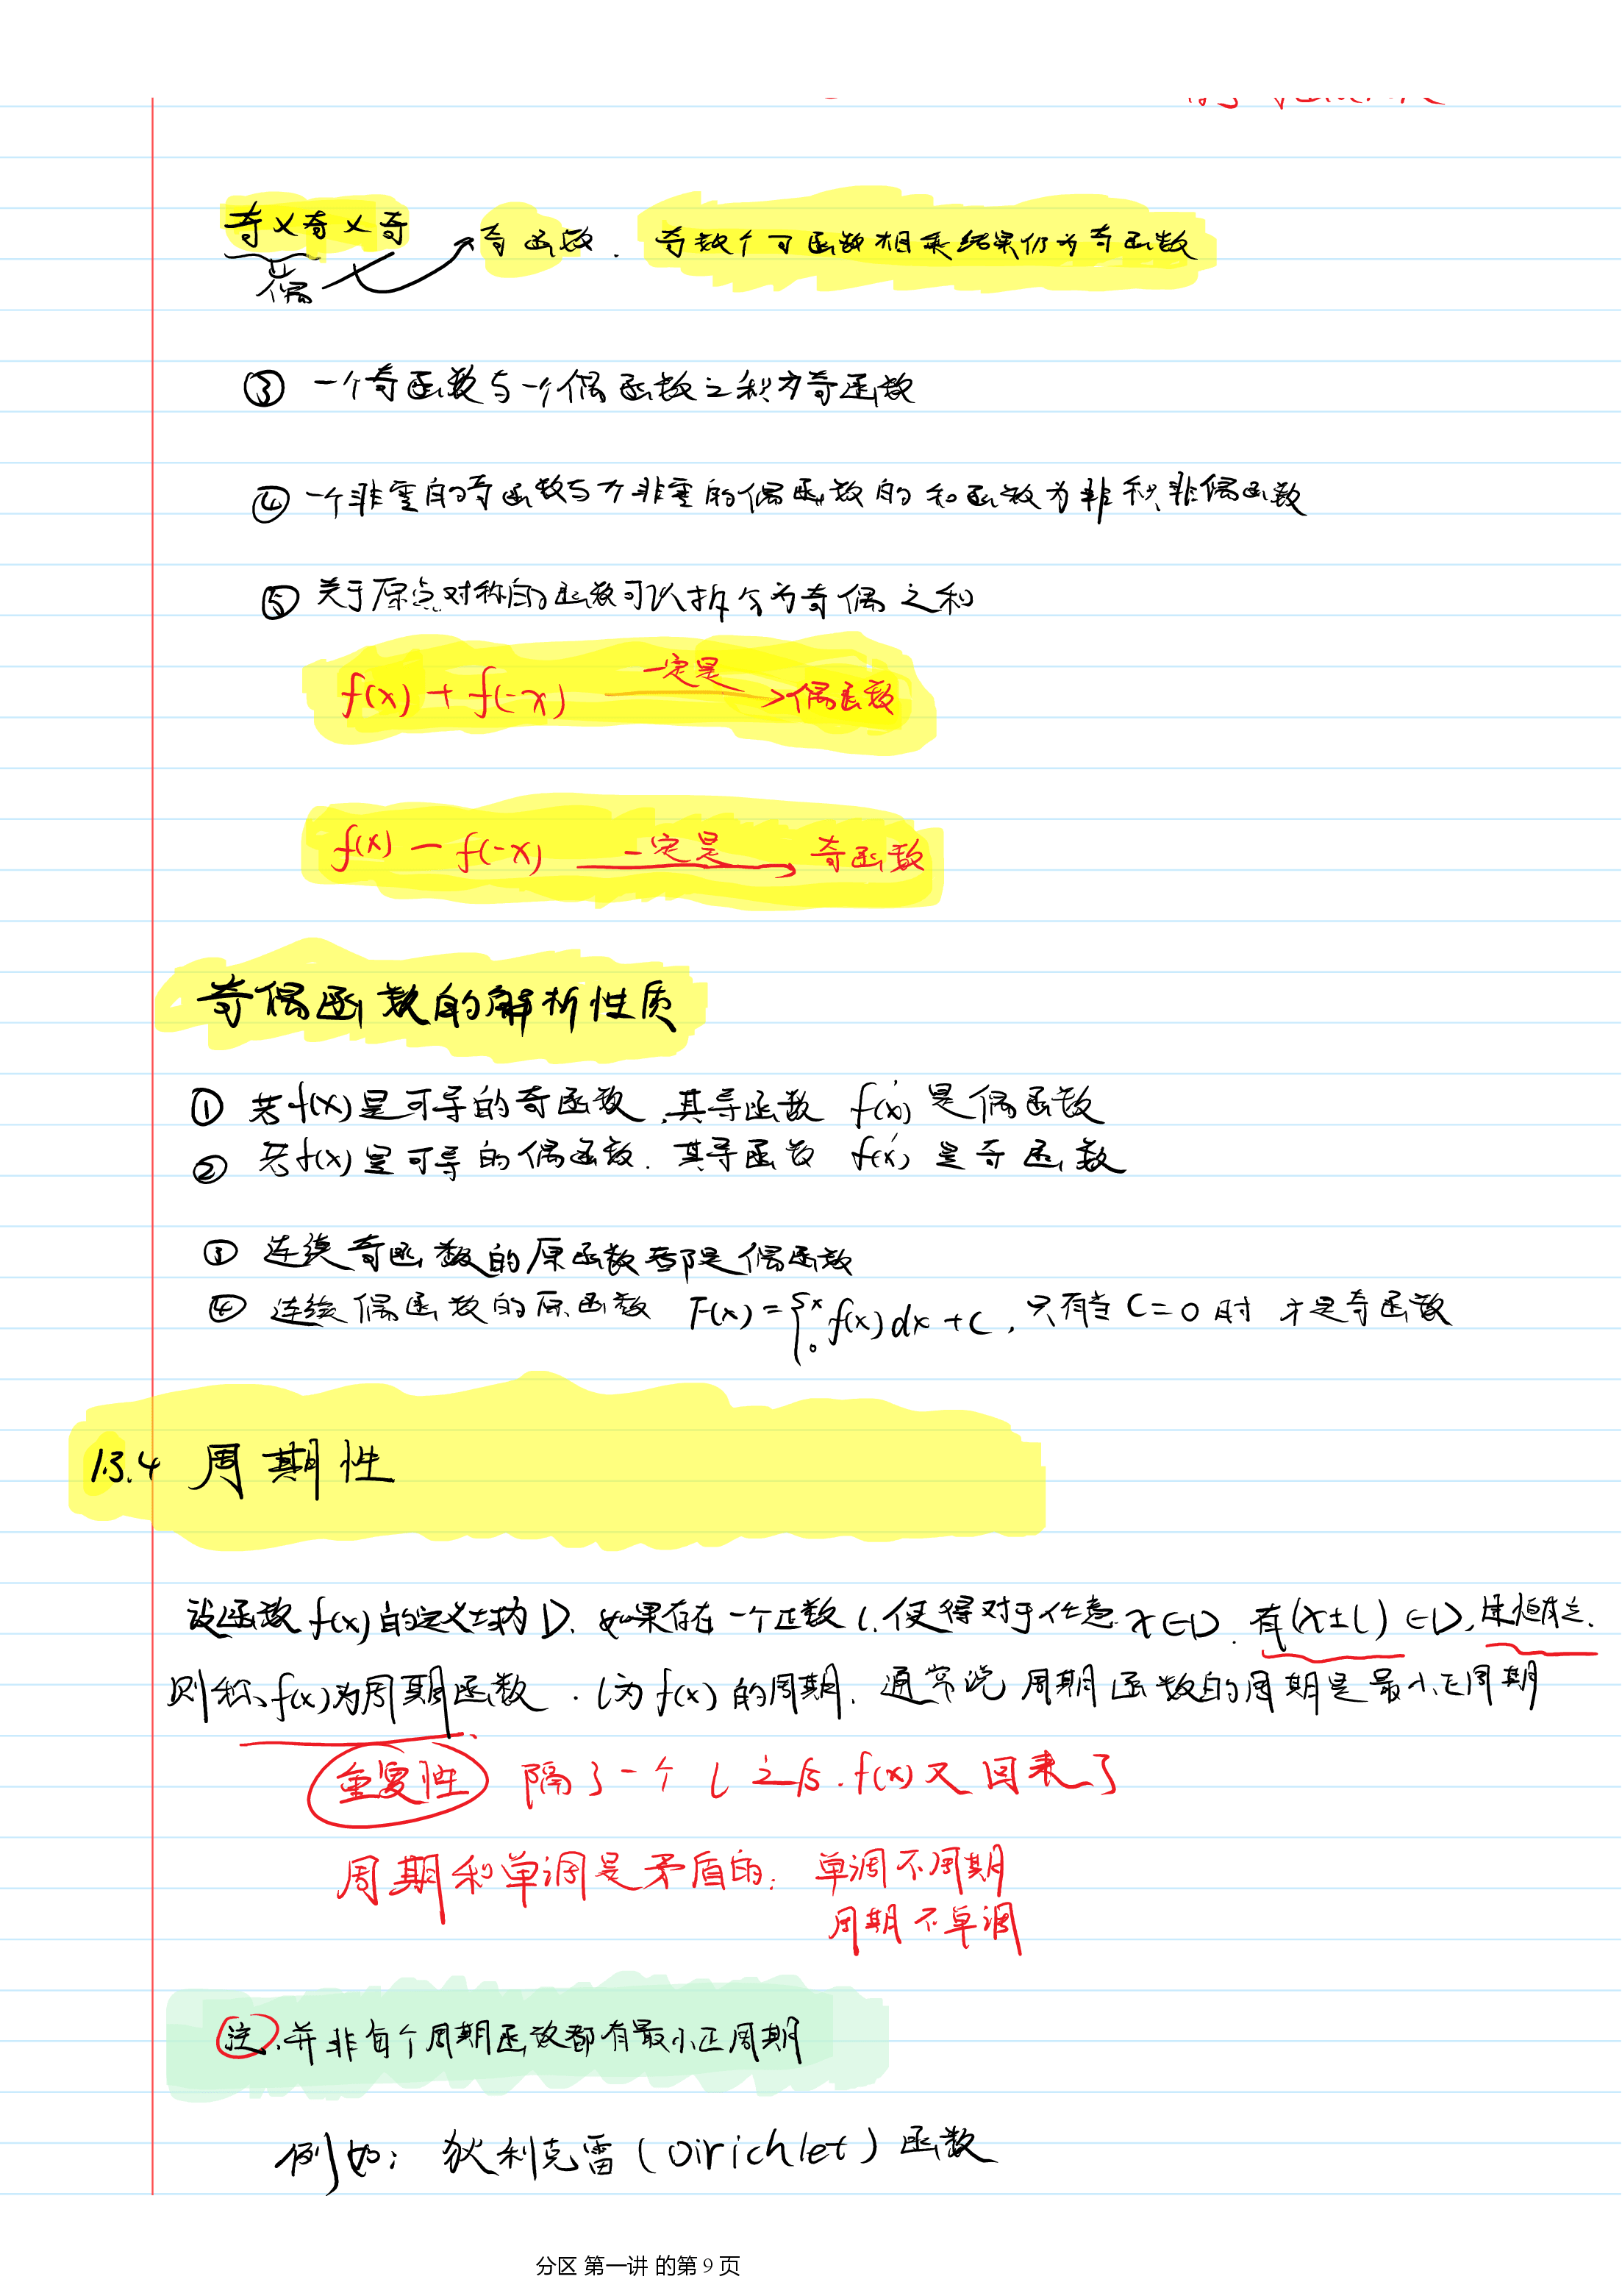 奇×奇×奇
偶
奇函数. 奇数个可函数相乘结果仍为奇函数
③ 一个奇函数与一个偶函数之积为奇函数
④ 一个非零的奇函数与个非零的偶函数的和函数为非积非偶函数
⑤ 关于原点对称的函数可以拆分为奇偶之和
f(x) + f(-x) 一定是 → 偶函数
f(x) - f(-x) 一定是 → 奇函数
奇偶函数的解析性质
① 若f(x)是可导的奇函数,其导函数 f'(x) 是偶函数
② 若f(x)是可导的偶函数. 其导函数 f'(x) 是奇函数
③ 连续奇函数的原函数都是偶函数
④ 连续偶函数的原函数 F(x)=∫₀ˣ f(x)dx+C, 只有当C=0时 才是奇函数
1.3.4 周期性
设函数f(x)的定义域为D. 如果存在一个正数l,使得对于任意x∈D. 有(x±l)∈D,且恒成立.
则称f(x)为周期函数. l为f(x)的周期. 通常说周期函数的周期是最小正周期
重复性 隔了一个l之后.f(x)又回来了
周期和单调是矛盾的: 单调不周期
周期不单调
注.并非每个周期函数都有最小正周期
例如: 狄利克雷(Dirichlet)函数
分区 第一讲 的第 9 页